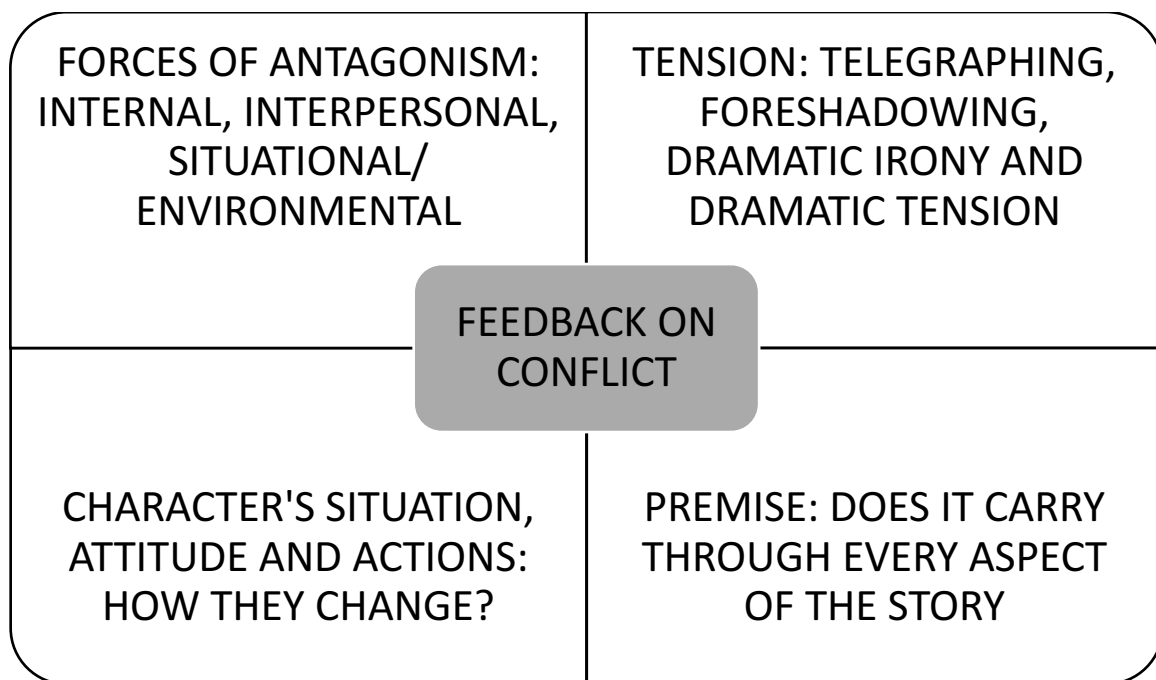 FORCES OF ANTAGONISM:
INTERNAL, INTERPERSONAL,
SITUATIONAL/
ENVIRONMENTAL
TENSION: TELEGRAPHING,
FORESHADOWING,
DRAMATIC IRONY AND
DRAMATIC TENSION
FEEDBACK ON
CONFLICT
CHARACTER'S SITUATION,
ATTITUDE AND ACTIONS:
HOW THEY CHANGE?
PREMISE: DOES IT CARRY
THROUGH EVERY ASPECT
OF THE STORY